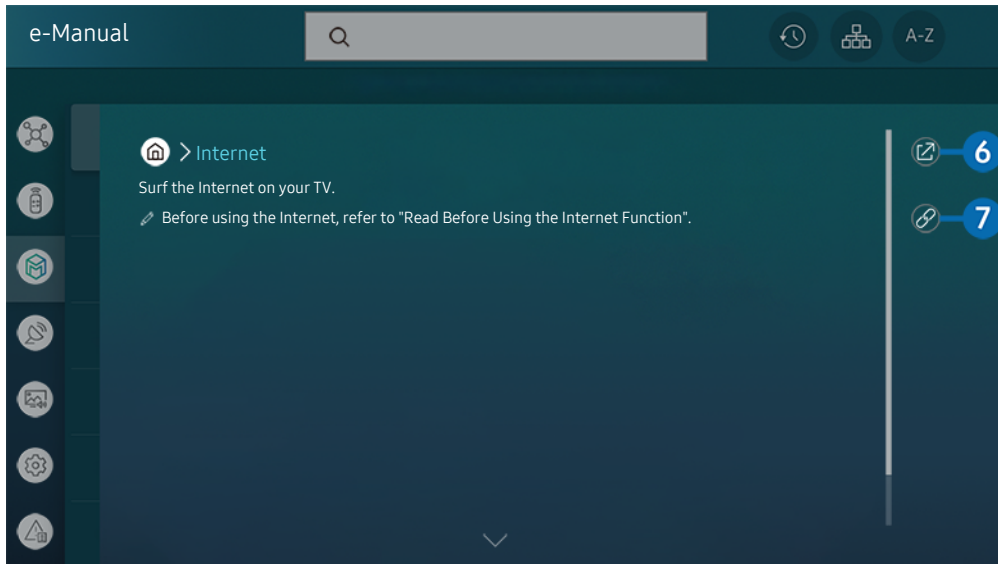 e-Manual
A-Z
> Internet
Surf the Internet on your TV.
Before using the Internet, refer to "Read Before Using the Internet Function".
6
7